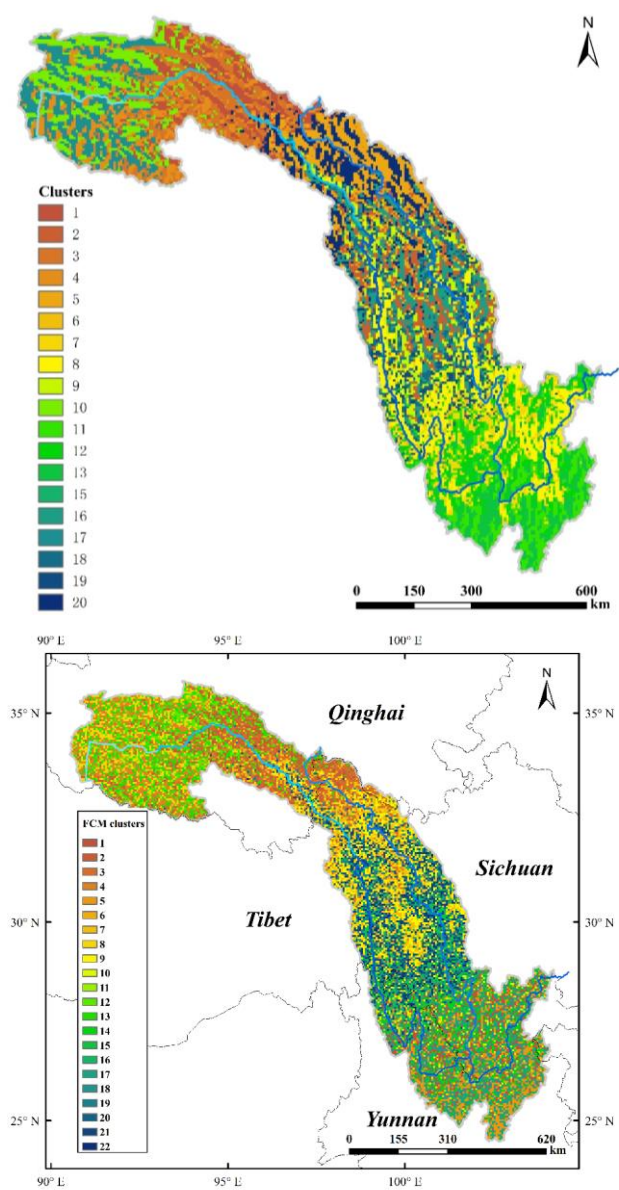 N
Clusters
1
2
3
4
5
6
7
8
9
10
11
12
13
15
16
17
18
19
20
0 150 300 600
km
90° E 95° E 100° E
N
Qinghai
35° N 35° N
FCM clusters
1
2
3
4
5
6
7
8
9
10
11
12
13
14
15
16
17
18
19
20
21
22
Sichuan
30° N 30° N
Tibet
25° N 25° N
Yunnan
0 155 310 620
km
90° E 95° E 100° E